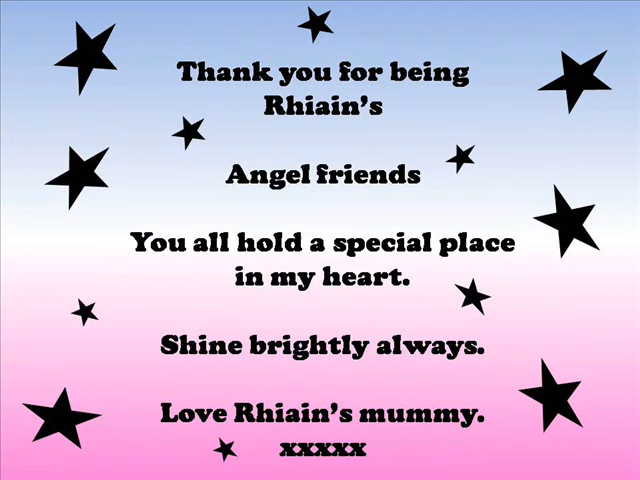 Thank you for being
Rhiain’s
Angel friends
You all hold a special place
in my heart.
Shine brightly always.
Love Rhiain’s mummy.
xxxxx